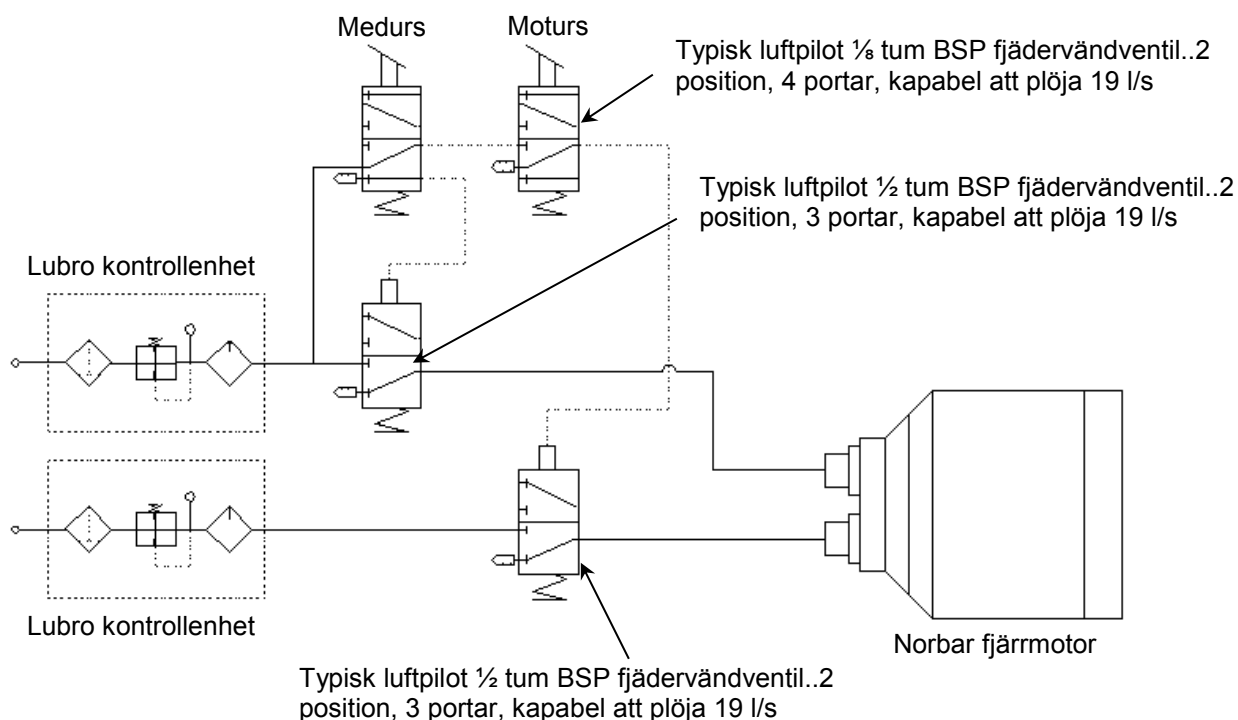 Medurs
Moturs
Typisk luftpilot ⅛ tum BSP fjädervändventil..2
position, 4 portar, kapabel att plöja 19 l/s
Typisk luftpilot ½ tum BSP fjädervändventil..2
position, 3 portar, kapabel att plöja 19 l/s
Lubro kontrollenhet
Lubro kontrollenhet
Norbar fjärrmotor
Typisk luftpilot ½ tum BSP fjädervändventil..2
position, 3 portar, kapabel att plöja 19 l/s